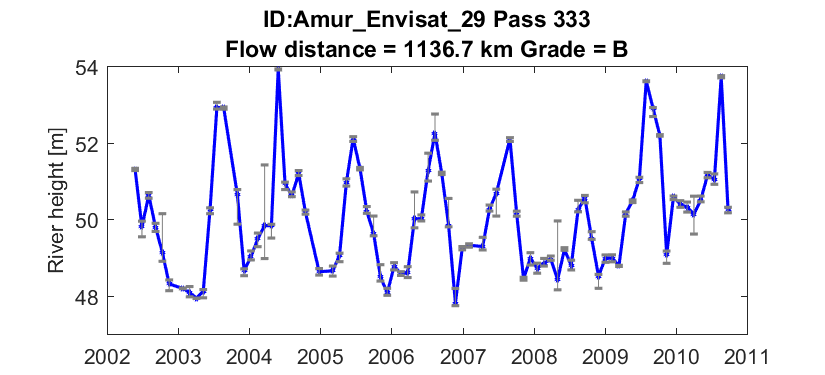 ID:Amur_Envisat_29 Pass 333
Flow distance = 1136.7 km Grade = B
River height [m]
54
52
50
48
2002 2003 2004 2005 2006 2007 2008 2009 2010 2011